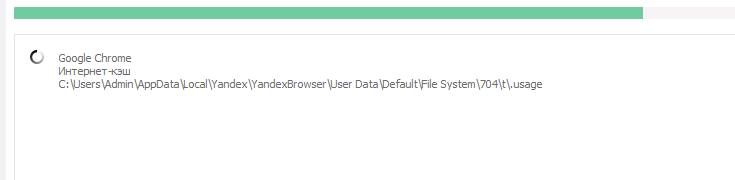 Google Chrome
Интернет-кэш
C:\Users\Admin\AppData\Local\Yandex\YandexBrowser\User Data\Default\File System\704\t\.usage